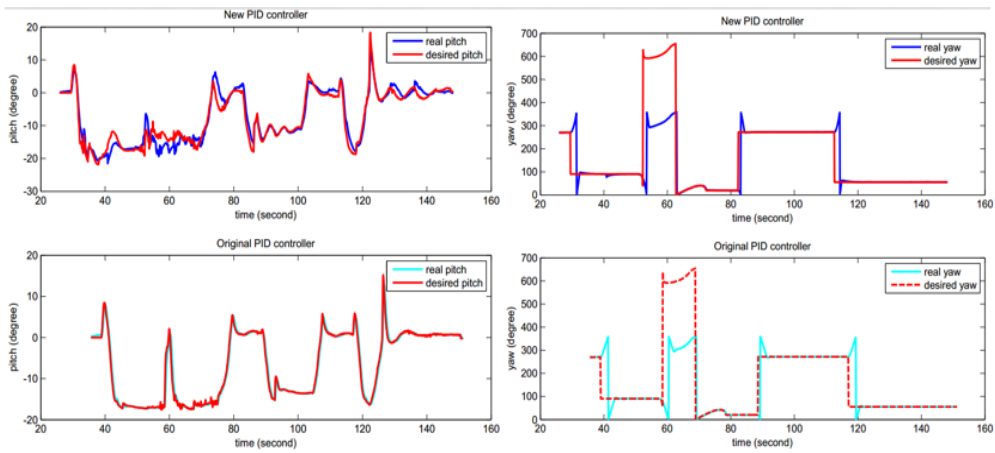 New PID controller
20
10
0
-10
-20
-30
pitch (degree)
real pitch
desired pitch
20 40 60 80 100 120 140 160
time (second)
New PID controller
700
600
500
400
300
200
100
0
yaw (degree)
real yaw
desired yaw
20 40 60 80 100 120 140 160
time (second)
Original PID controller
20
10
0
-10
-20
pitch (degree)
real pitch
desired pitch
20 40 60 80 100 120 140 160
time (second)
Original PID controller
700
600
500
400
300
200
100
0
yaw (degree)
real yaw
desired yaw
20 40 60 80 100 120 140 160
time (second)